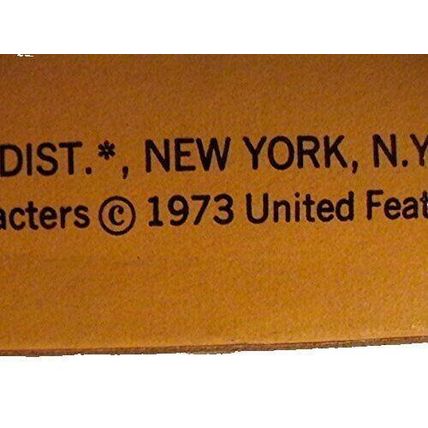 DIST.*, NEW YORK, N.Y
acters © 1973 United Feat